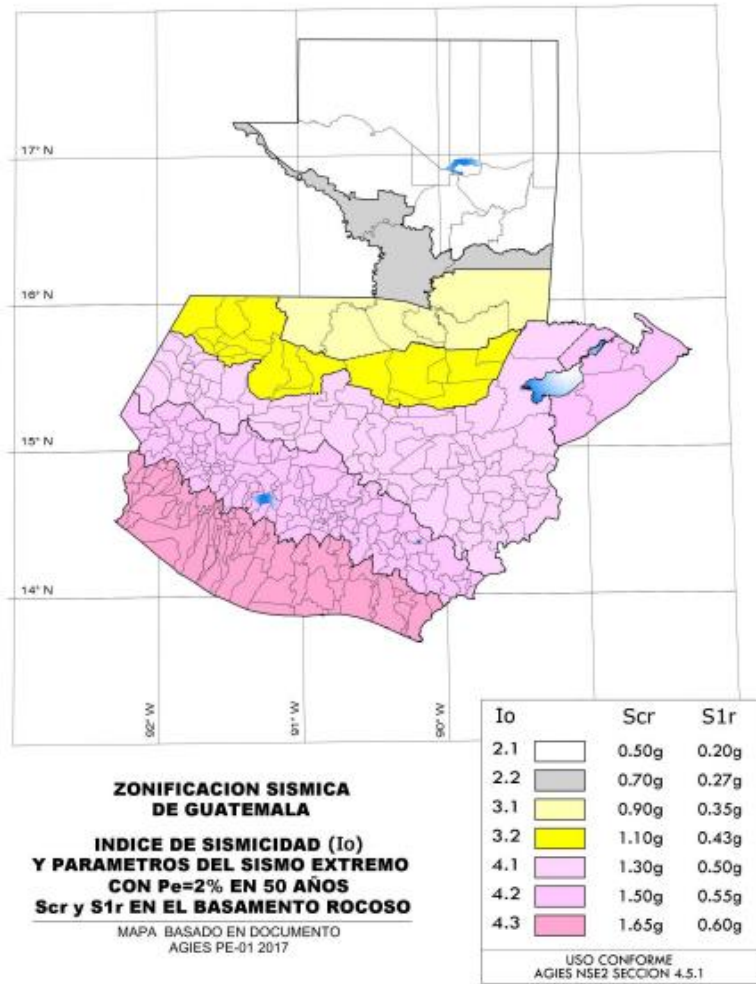 17° N
16° N
15° N
14° N
92° W
91° W
90° W
Io Scr S1r
2.1 0.50g 0.20g
2.2 0.70g 0.27g
3.1 0.90g 0.35g
3.2 1.10g 0.43g
4.1 1.30g 0.50g
4.2 1.50g 0.55g
4.3 1.65g 0.60g
USO CONFORME
AGIES NSE2 SECCION 4.5.1
ZONIFICACION SISMICA
DE GUATEMALA
INDICE DE SISMICIDAD (Io)
Y PARAMETROS DEL SISMO EXTREMO
CON Pe=2% EN 50 AÑOS
Scr y S1r EN EL BASAMENTO ROCOSO
MAPA BASADO EN DOCUMENTO
AGIES PE-01 2017